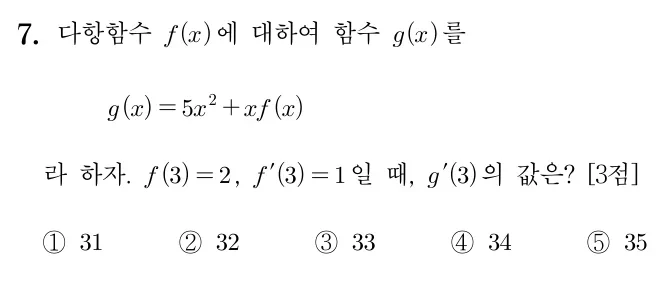 7. 다항함수 f(x)에 대하여 함수 g(x)를
g(x)=5x²+xf(x)
라 하자. f(3)=2, f′(3)=1일 때, g′(3)의 값은? [3점]
① 31 ② 32 ③ 33 ④ 34 ⑤ 35